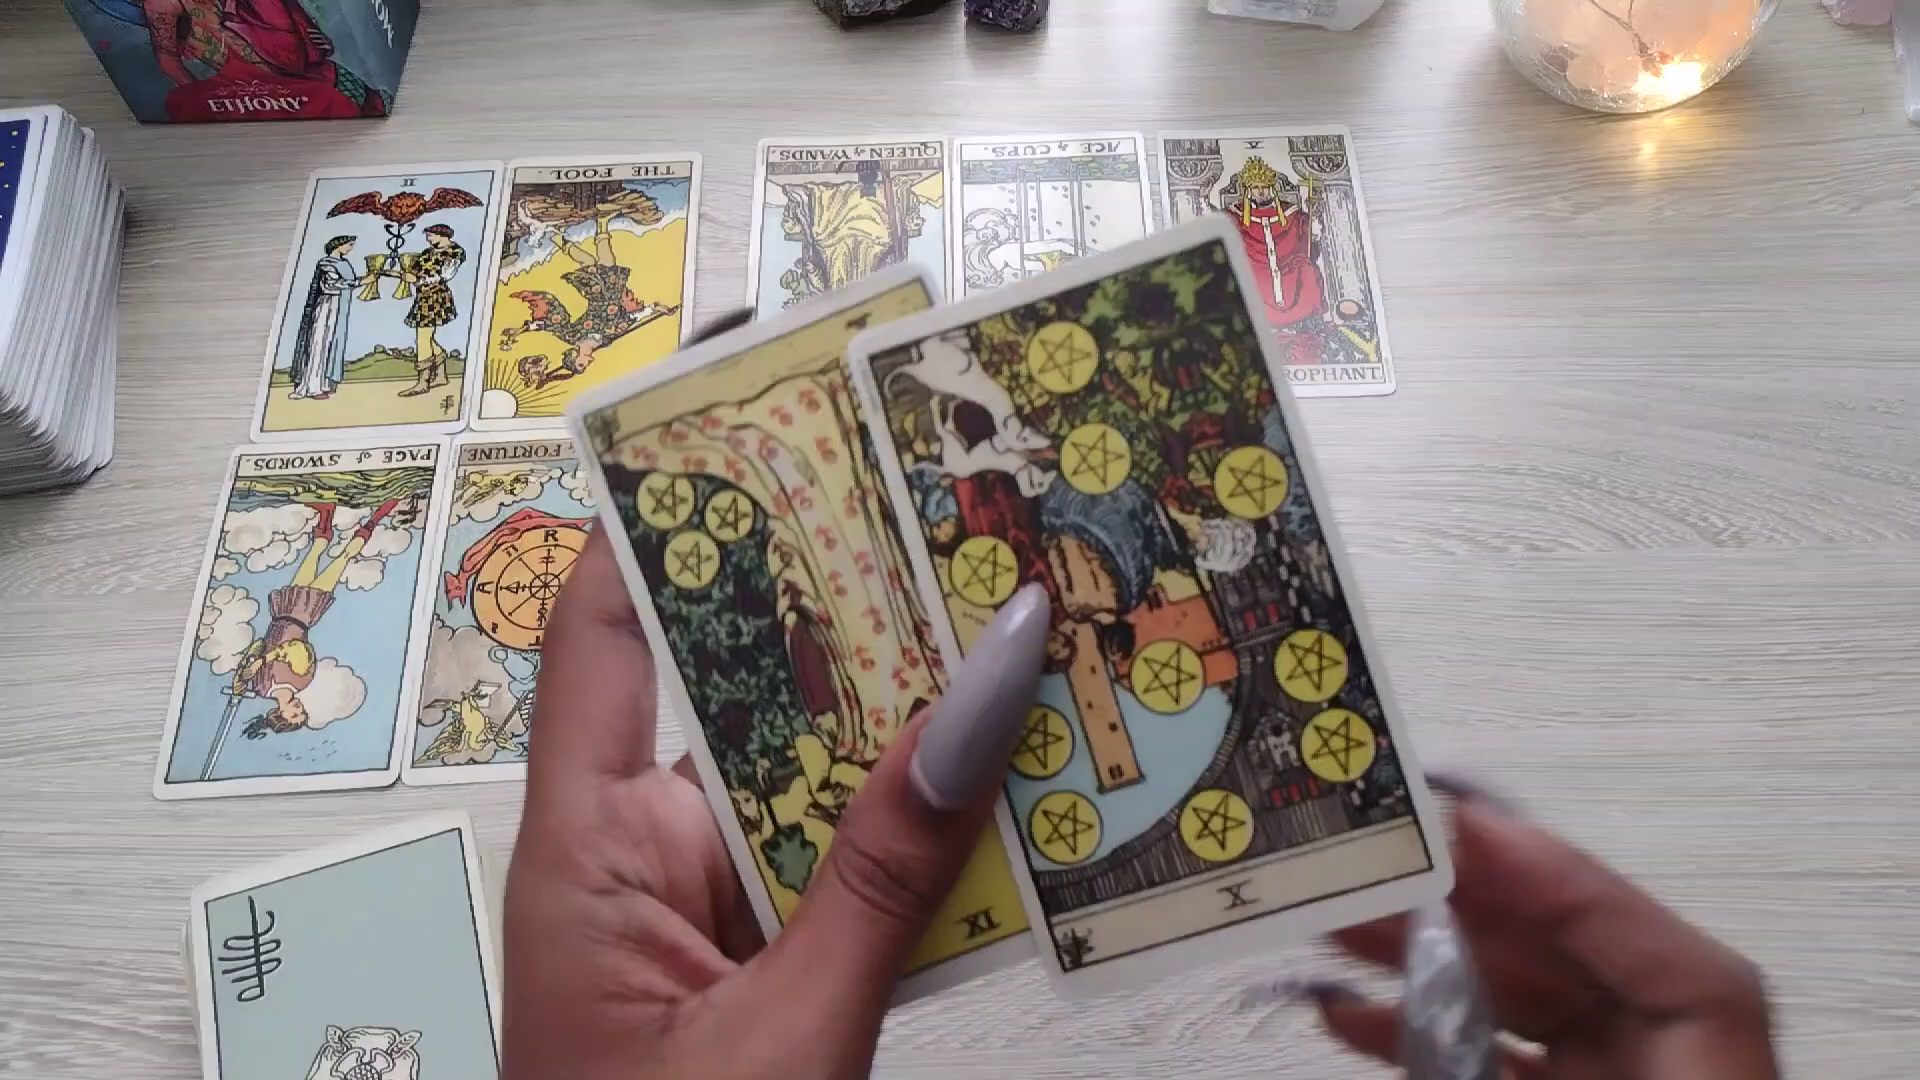 ETHONY®
II
THE FOOL.
QUEEN of WANDS.
ACE of CUPS.
V
ROPHANT.
PAGE of SWORDS.
FORTUNE.
R
A
IX
X